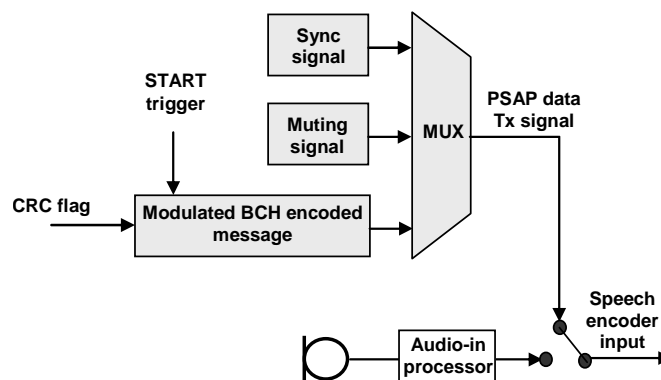 Sync
signal
START
trigger
Muting
signal
MUX
PSAP data
Tx signal
CRC flag
Modulated BCH encoded
message
Speech
encoder
input
Audio-in
processor